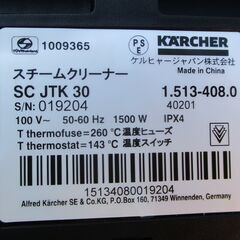 1009365
PS
E
KÄRCHER
ケルヒャージャパン株式会社
Made in China
スチームクリーナー
SC JTK 30
1.513-408.0
S/N: 019204
40201
100 V~ 50-60 Hz 1500 W IPX4
T thermofuse=260℃温度ヒューズ
T thermostat=143℃温度スイッチ
15134080019204
Alfred Kärcher SE & Co.KG, P.O.Box 160, 71349 Winnenden, Germany